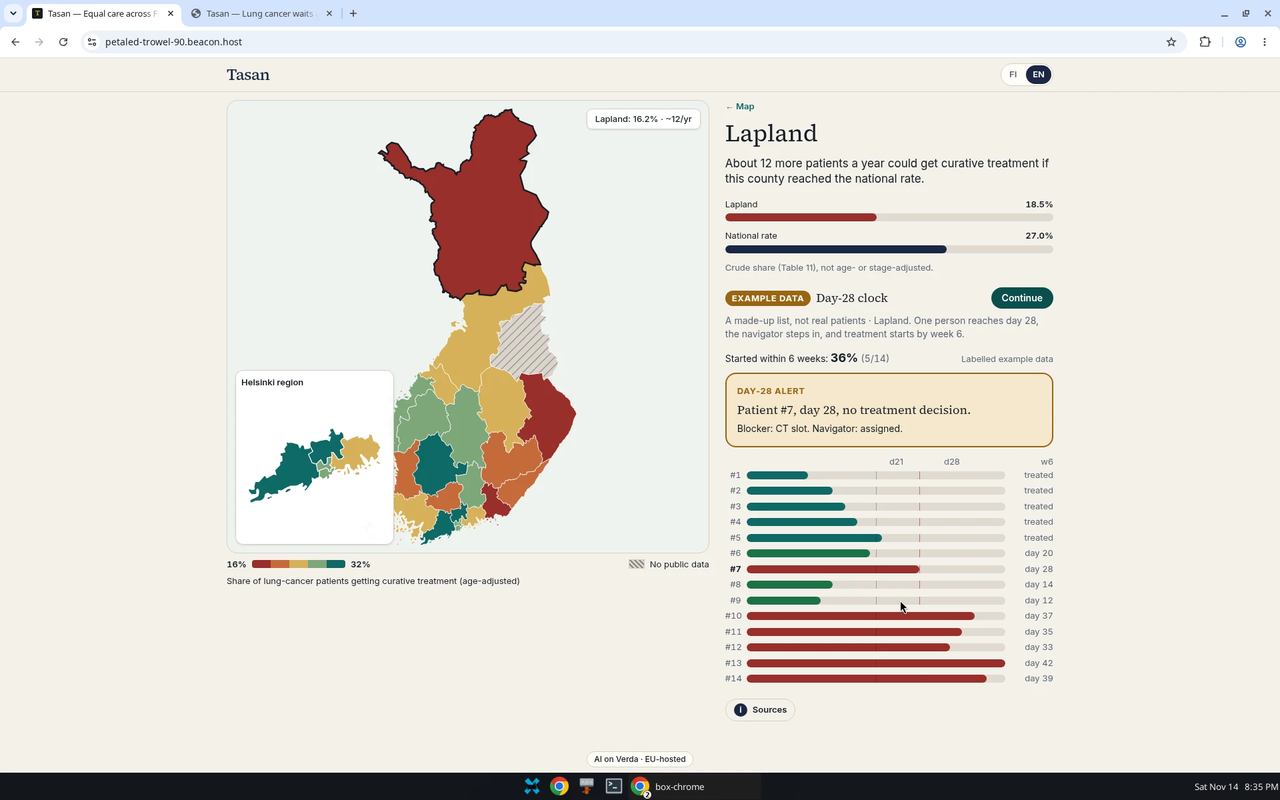 Tasan — Equal care across F
Tasan — Lung cancer waits
petaled-trowel-90.beacon.host
Tasan
FI
EN
Lapland: 16.2% · ~12/yr
Helsinki region
16%
32%
No public data
Share of lung-cancer patients getting curative treatment (age-adjusted)
← Map
Lapland
About 12 more patients a year could get curative treatment if
this county reached the national rate.
Lapland 18.5%
National rate 27.0%
Crude share (Table 11), not age- or stage-adjusted.
EXAMPLE DATA Day-28 clock Continue
A made-up list, not real patients · Lapland. One person reaches day 28,
the navigator steps in, and treatment starts by week 6.
Started within 6 weeks: 36% (5/14) Labelled example data
DAY-28 ALERT
Patient #7, day 28, no treatment decision.
Blocker: CT slot. Navigator: assigned.
d21 d28 w6
#1 treated
#2 treated
#3 treated
#4 treated
#5 treated
#6 day 20
#7 day 28
#8 day 14
#9 day 12
#10 day 37
#11 day 35
#12 day 33
#13 day 42
#14 day 39
i Sources
AI on Verda · EU-hosted
2
box-chrome
Sat Nov 14 8:35 PM